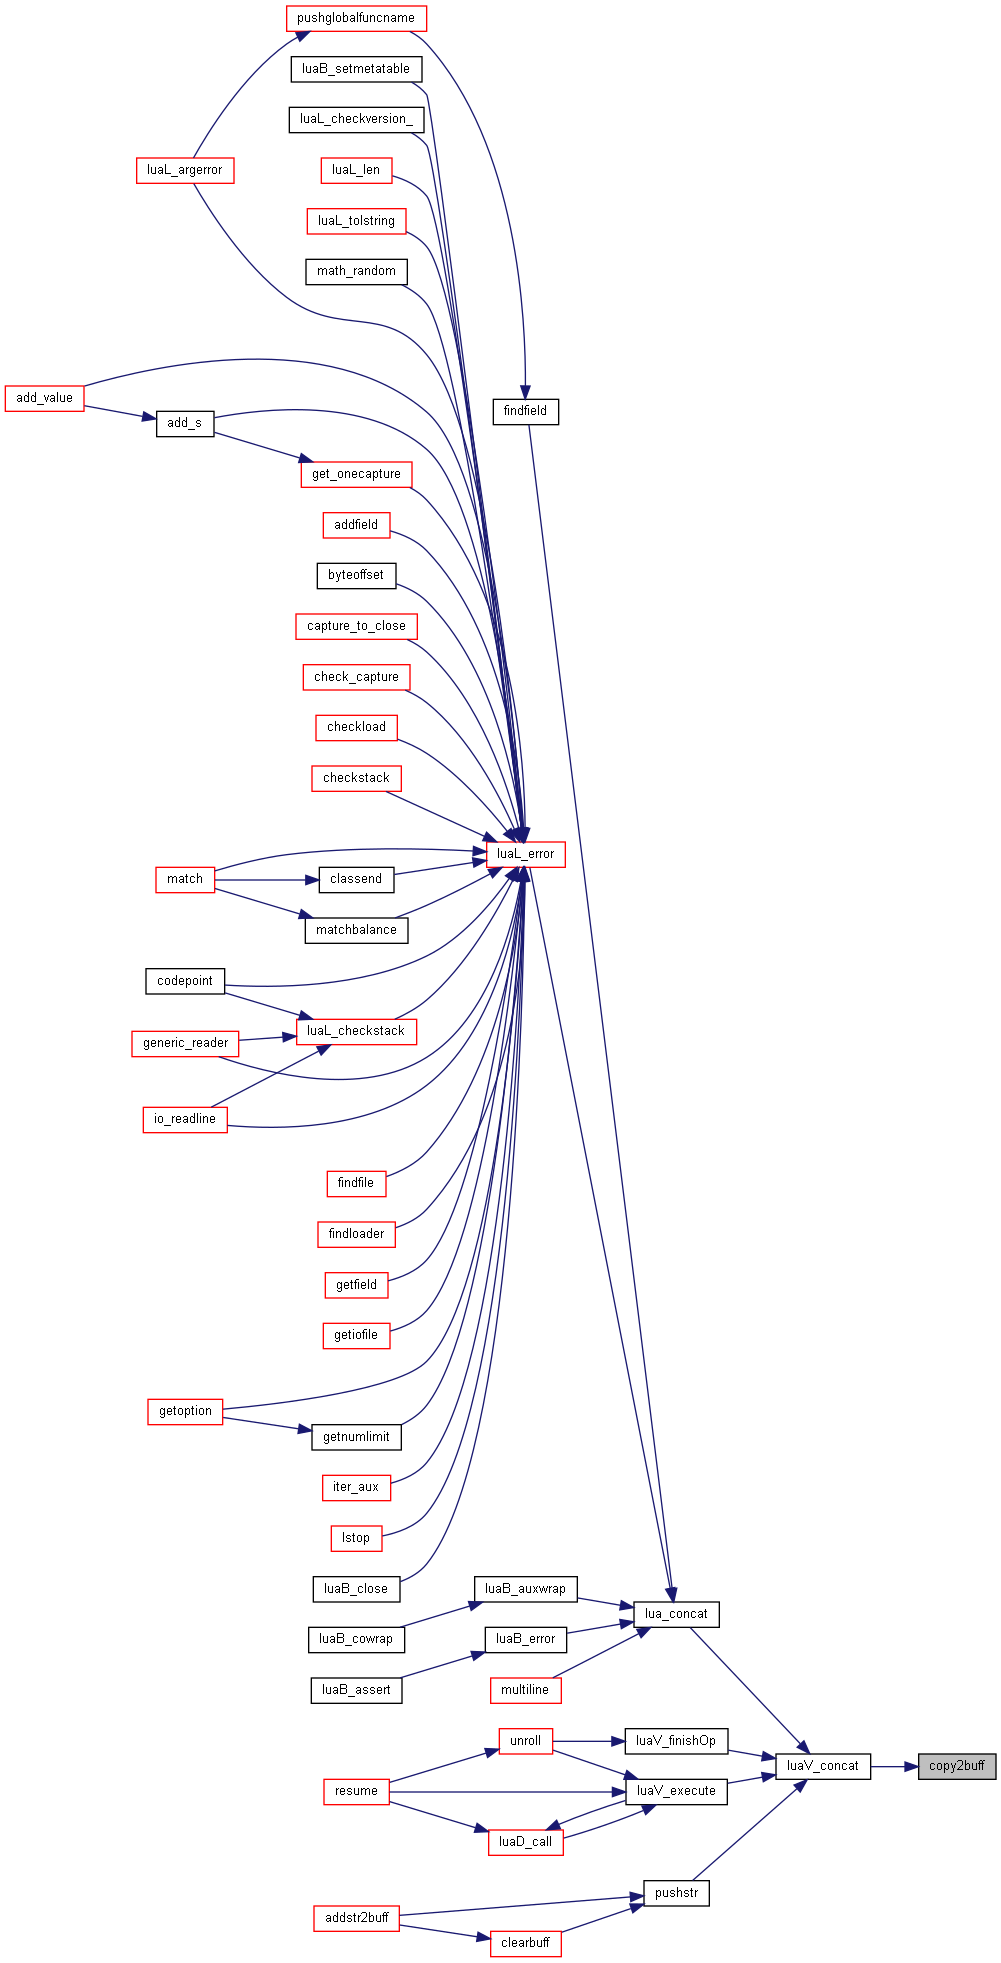 pushglobalfuncname
luaB_setmetatable
luaL_checkversion_
luaL_len
luaL_argerror
luaL_tolstring
math_random
add_value
findfield
add_s
get_onecapture
addfield
byteoffset
capture_to_close
check_capture
checkload
checkstack
luaL_error
match
classend
matchbalance
codepoint
luaL_checkstack
generic_reader
io_readline
findfile
findloader
getfield
getiofile
getoption
getnumlimit
iter_aux
lstop
luaB_close
luaB_auxwrap
lua_concat
luaB_cowrap
luaB_error
luaB_assert
multiline
unroll
luaV_finishOp
luaV_concat
copy2buff
resume
luaV_execute
luaD_call
pushstr
addstr2buff
clearbuff